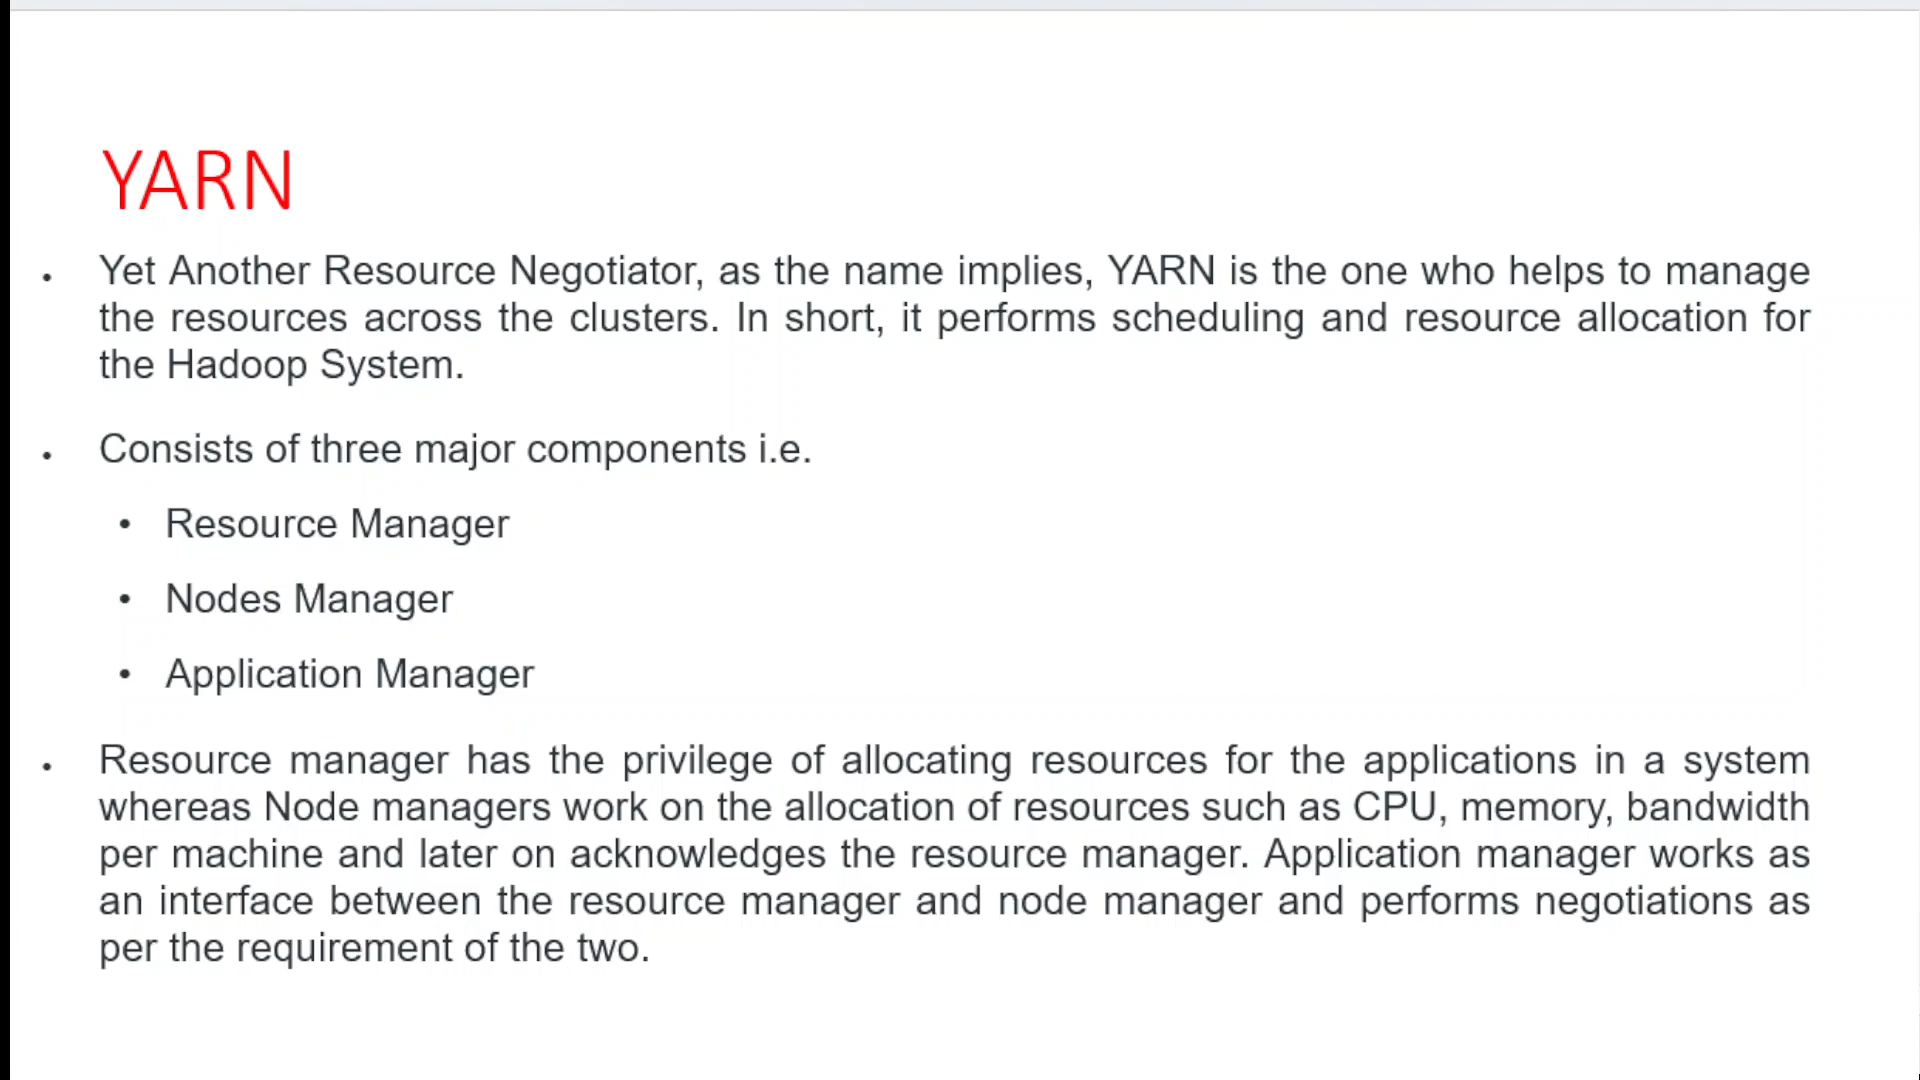 YARN
• Yet Another Resource Negotiator, as the name implies, YARN is the one who helps to manage
the resources across the clusters. In short, it performs scheduling and resource allocation for
the Hadoop System.
• Consists of three major components i.e.
• Resource Manager
• Nodes Manager
• Application Manager
• Resource manager has the privilege of allocating resources for the applications in a system
whereas Node managers work on the allocation of resources such as CPU, memory, bandwidth
per machine and later on acknowledges the resource manager. Application manager works as
an interface between the resource manager and node manager and performs negotiations as
per the requirement of the two.